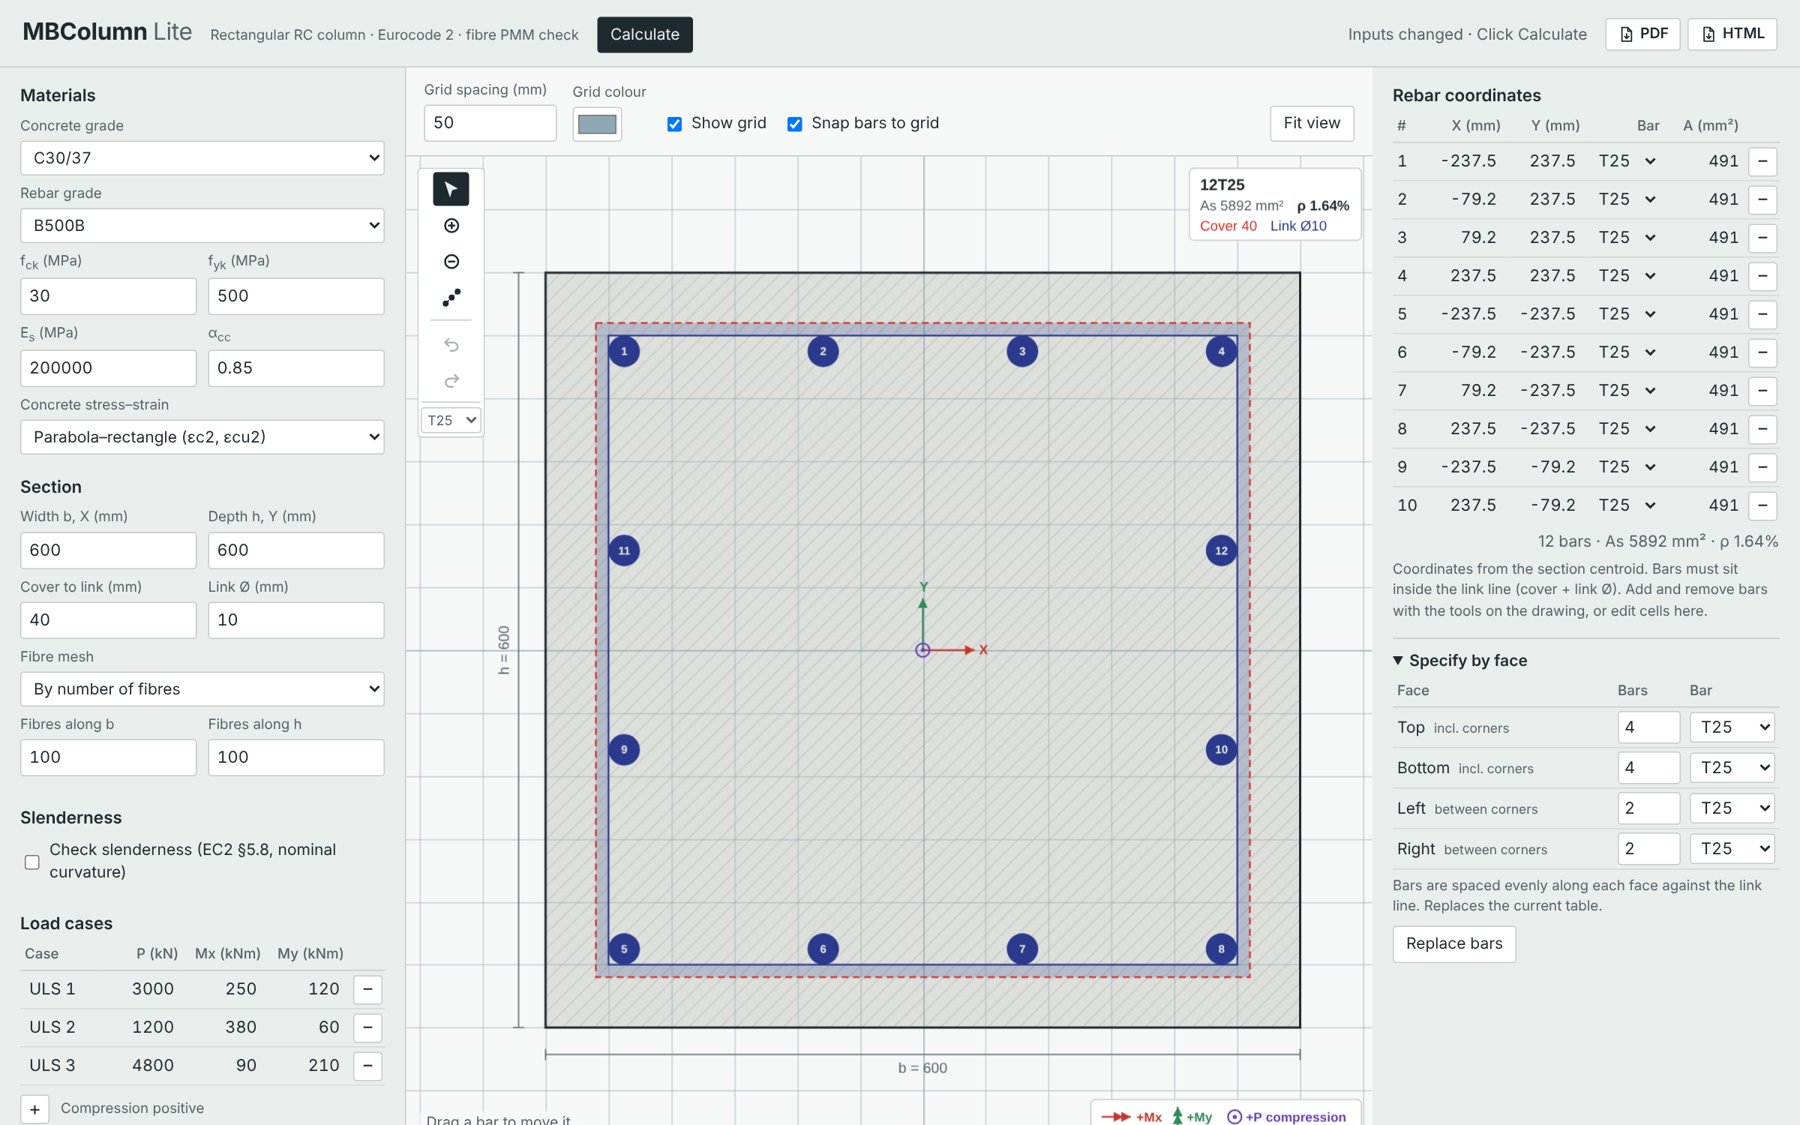 MBColumn Lite
Rectangular RC column · Eurocode 2 · fibre PMM check
Calculate
Inputs changed · Click Calculate
PDF
HTML
Materials
Concrete grade
C30/37
Rebar grade
B500B
fck (MPa)
fyk (MPa)
30
500
Es (MPa)
αcc
200000
0.85
Concrete stress–strain
Parabola–rectangle (εc2, εcu2)
Section
Width b, X (mm)
Depth h, Y (mm)
600
600
Cover to link (mm)
Link Ø (mm)
40
10
Fibre mesh
By number of fibres
Fibres along b
Fibres along h
100
100
Slenderness
Check slenderness (EC2 §5.8, nominal
curvature)
Load cases
Case P (kN) Mx (kNm) My (kNm)
ULS 1 3000 250 120 −
ULS 2 1200 380 60 −
ULS 3 4800 90 210 −
+ Compression positive
Grid spacing (mm)
50
Grid colour
Show grid
Snap bars to grid
Fit view
T25
12T25
As 5892 mm² ρ 1.64%
Cover 40 Link Ø10
1 2 3 4
11 12
Y
X
h = 600
9 10
5 6 7 8
b = 600
Drag a bar to move it
+Mx +My +P compression
Rebar coordinates
# X (mm) Y (mm) Bar A (mm²)
1 -237.5 237.5 T25 491 −
2 -79.2 237.5 T25 491 −
3 79.2 237.5 T25 491 −
4 237.5 237.5 T25 491 −
5 -237.5 -237.5 T25 491 −
6 -79.2 -237.5 T25 491 −
7 79.2 -237.5 T25 491 −
8 237.5 -237.5 T25 491 −
9 -237.5 -79.2 T25 491 −
10 237.5 -79.2 T25 491 −
12 bars · As 5892 mm² · ρ 1.64%
Coordinates from the section centroid. Bars must sit
inside the link line (cover + link Ø). Add and remove bars
with the tools on the drawing, or edit cells here.
▼ Specify by face
Face Bars Bar
Top incl. corners 4 T25
Bottom incl. corners 4 T25
Left between corners 2 T25
Right between corners 2 T25
Bars are spaced evenly along each face against the link
line. Replaces the current table.
Replace bars